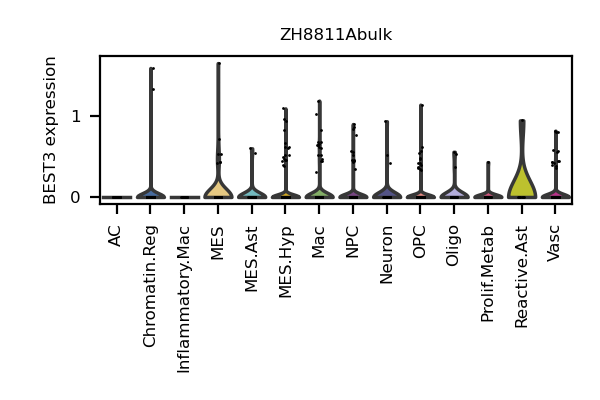 ZH8811Abulk
BEST3 expression
1
0
AC
Chromatin.Reg
Inflammatory.Mac
MES
MES.Ast
MES.Hyp
Mac
NPC
Neuron
OPC
Oligo
Prolif.Metab
Reactive.Ast
Vasc